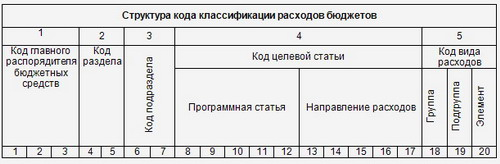 Структура кода классификации расходов бюджетов
1 2 3 4 5
Код главного
распорядителя
бюджетных
средств
Код
раздела
Код подраздела
Код целевой статьи
Код вида
расходов
Программная статья
Направление расходов
Группа
Подгруппа
Элемент
1 2 3 4 5 6 7 8 9 10 11 12 13 14 15 16 17 18 19 20